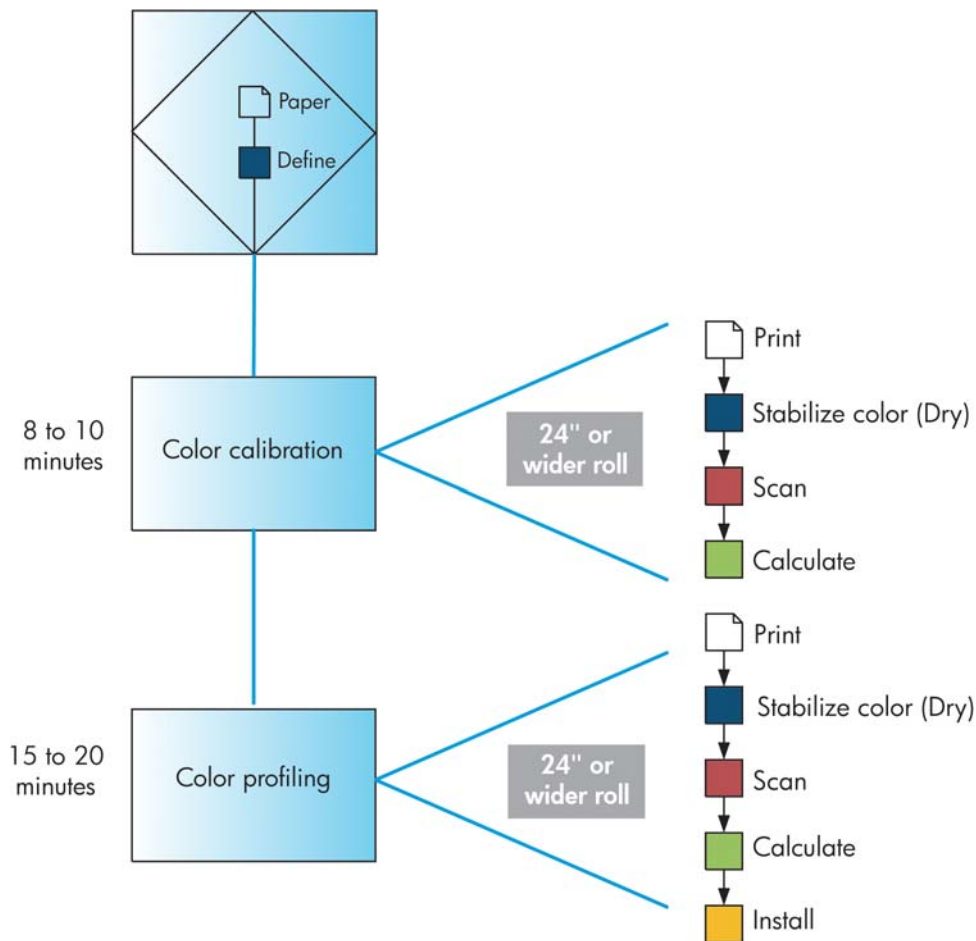 Paper
Define
8 to 10
minutes
Color calibration
24" or
wider roll
Print
Stabilize color (Dry)
Scan
Calculate
15 to 20
minutes
Color profiling
24" or
wider roll
Print
Stabilize color (Dry)
Scan
Calculate
Install